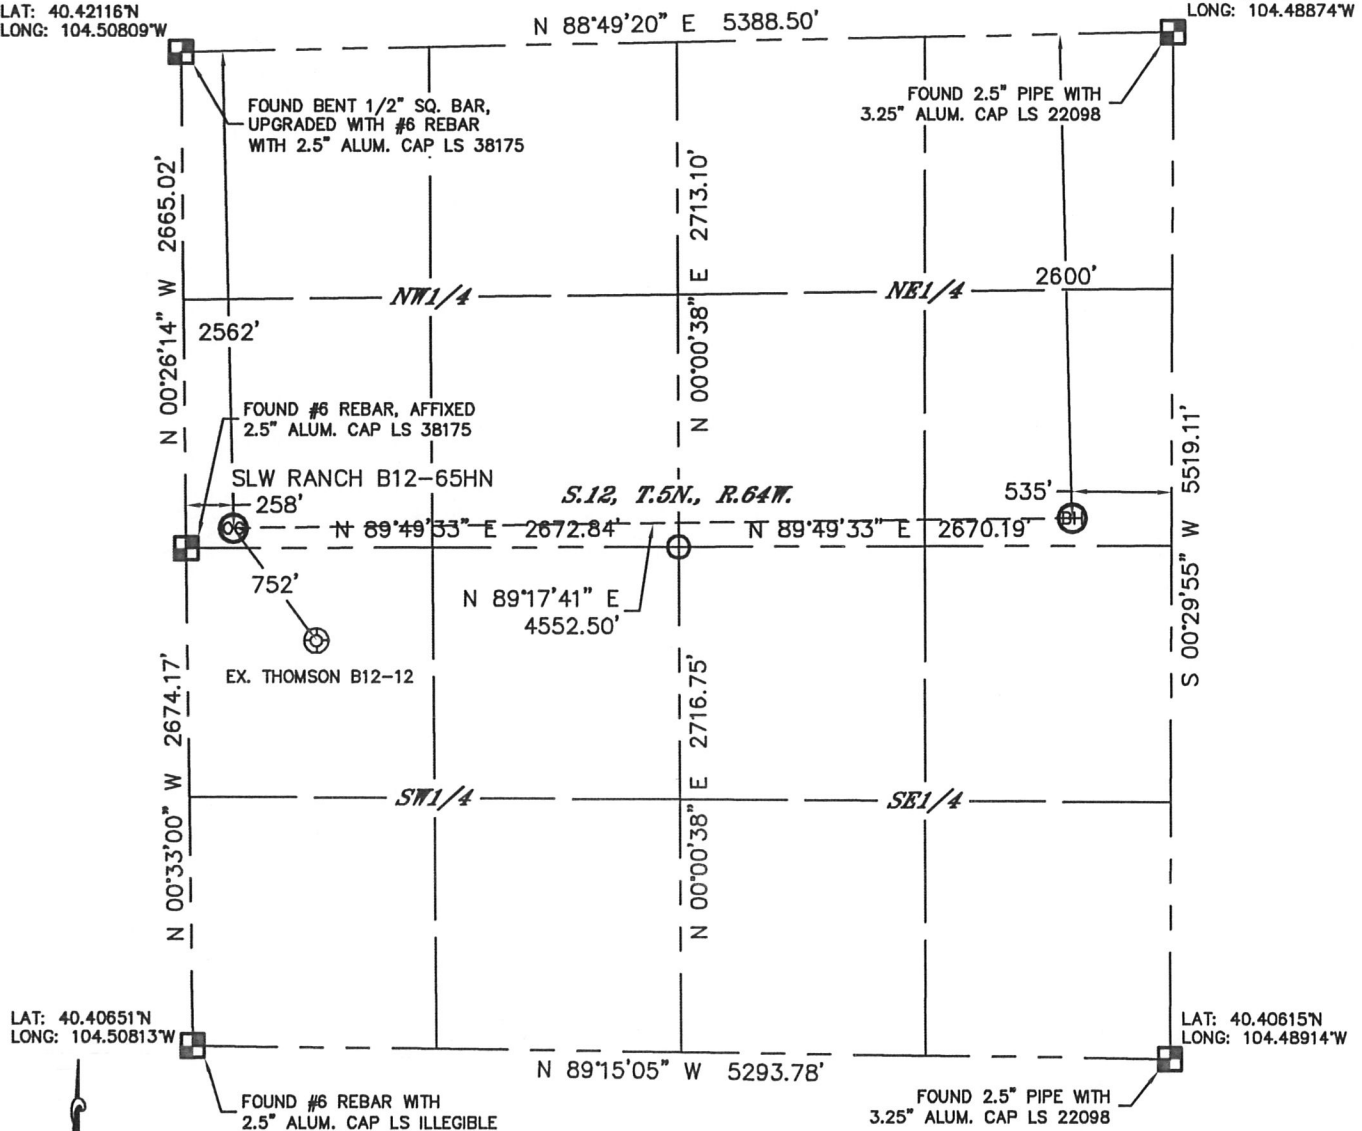 LAT: 40.42116°N
LONG: 104.50809°W
N 88°49'20" E 5388.50'
LONG: 104.48874°W
FOUND BENT 1/2" SQ. BAR,
UPGRADED WITH #6 REBAR
WITH 2.5" ALUM. CAP LS 38175
FOUND 2.5" PIPE WITH
3.25" ALUM. CAP LS 22098
N 00°26'14" W 2665.02'
N 00°00'38" E 2713.10'
NW1/4
NE1/4
2600'
2562'
FOUND #6 REBAR, AFFIXED
2.5" ALUM. CAP LS 38175
SLW RANCH B12-65HN
258'
S.12, T.5N., R.64W.
535'
S 00°29'55" W 5519.11'
OG
N 89°49'33" E 2672.84'
N 89°49'33" E 2670.19'
BH
752'
N 89°17'41" E
4552.50'
EX. THOMSON B12-12
N 00°33'00" W 2674.17'
N 00°00'38" E 2716.75'
SW1/4
SE1/4
LAT: 40.40651°N
LONG: 104.50813°W
LAT: 40.40615°N
LONG: 104.48914°W
N 89°15'05" W 5293.78'
FOUND #6 REBAR WITH
2.5" ALUM. CAP LS ILLEGIBLE
FOUND 2.5" PIPE WITH
3.25" ALUM. CAP LS 22098